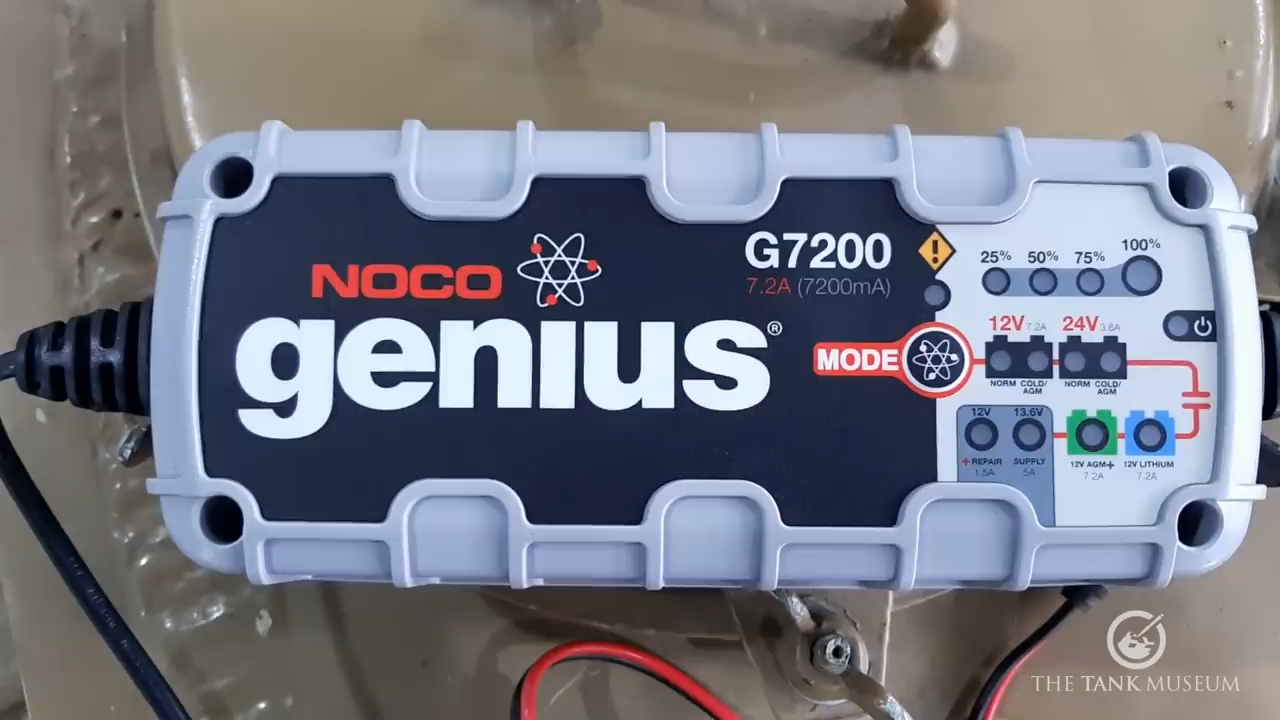 NOCO
genius®
G7200
7.2A (7200mA)
!
25% 50% 75% 100%
12V 7.2A 24V 3.6A
MODE
NORM COLD/AGM NORM COLD/AGM
12V 13.6V
+REPAIR SUPPLY 12V AGM+ 12V LITHIUM
1.5A 5A 7.2A 7.2A
THE TANK MUSEUM